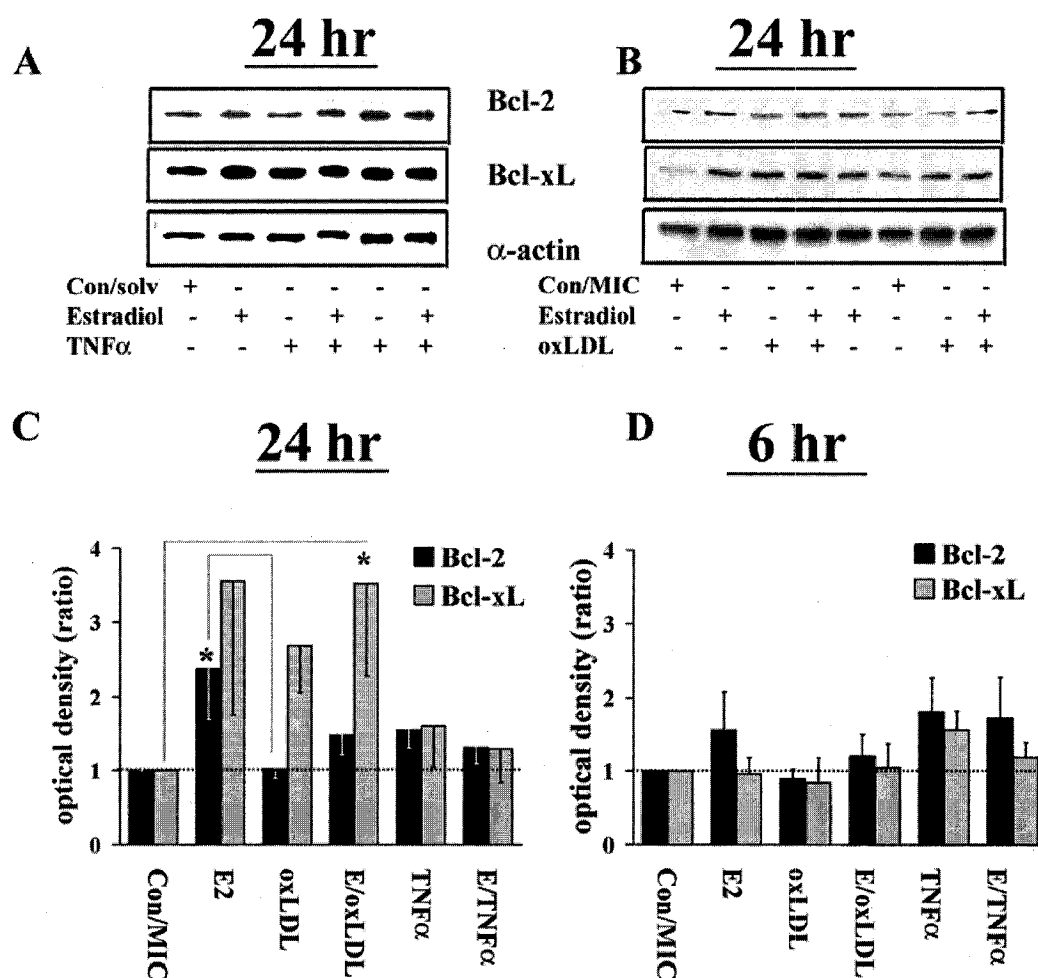 A
24 hr
B
24 hr
Bcl-2
Bcl-xL
α-actin
Con/solv + - - - - -
Estradiol - + - + - +
TNFα - - + + + +
Con/MIC + - - - - + - -
Estradiol - + - + + - - +
oxLDL - - + + - - + +
C
24 hr
D
6 hr
optical density (ratio)
4
3
2
1
0
*
*
Bcl-2
Bcl-xL
Con/MIC
E2
oxLDL
E/oxLDL
TNFα
E/TNFα
optical density (ratio)
4
3
2
1
0
Bcl-2
Bcl-xL
Con/MIC
E2
oxLDL
E/oxLDL
TNFα
E/TNFα